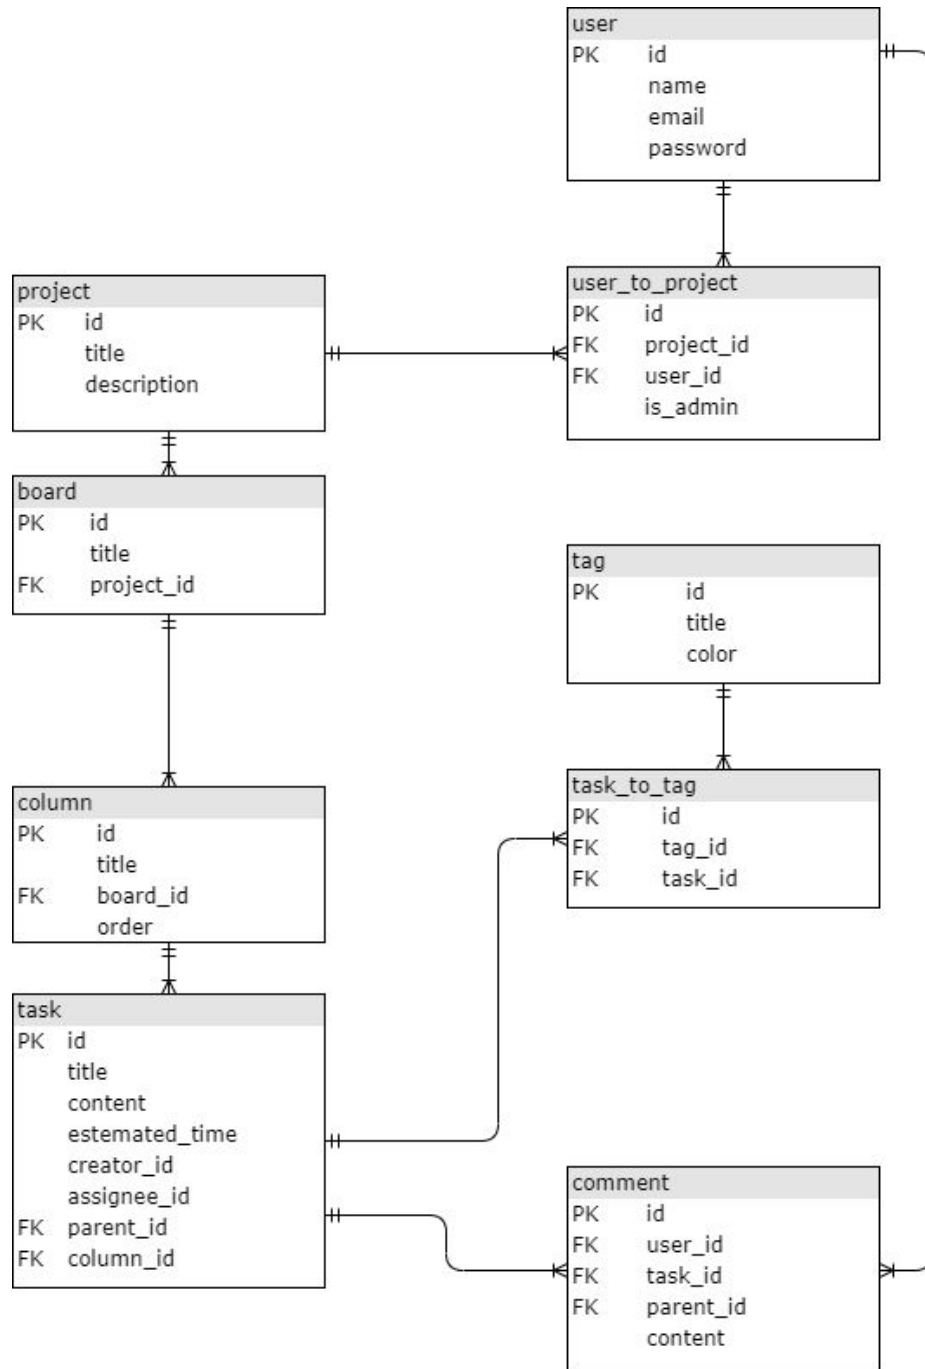 user
PK id
name
email
password
project
PK id
title
description
user_to_project
PK id
FK project_id
FK user_id
is_admin
board
PK id
title
FK project_id
tag
PK id
title
color
column
PK id
title
FK board_id
order
task_to_tag
PK id
FK tag_id
FK task_id
task
PK id
title
content
estemated_time
creator_id
assignee_id
FK parent_id
FK column_id
comment
PK id
FK user_id
FK task_id
FK parent_id
content